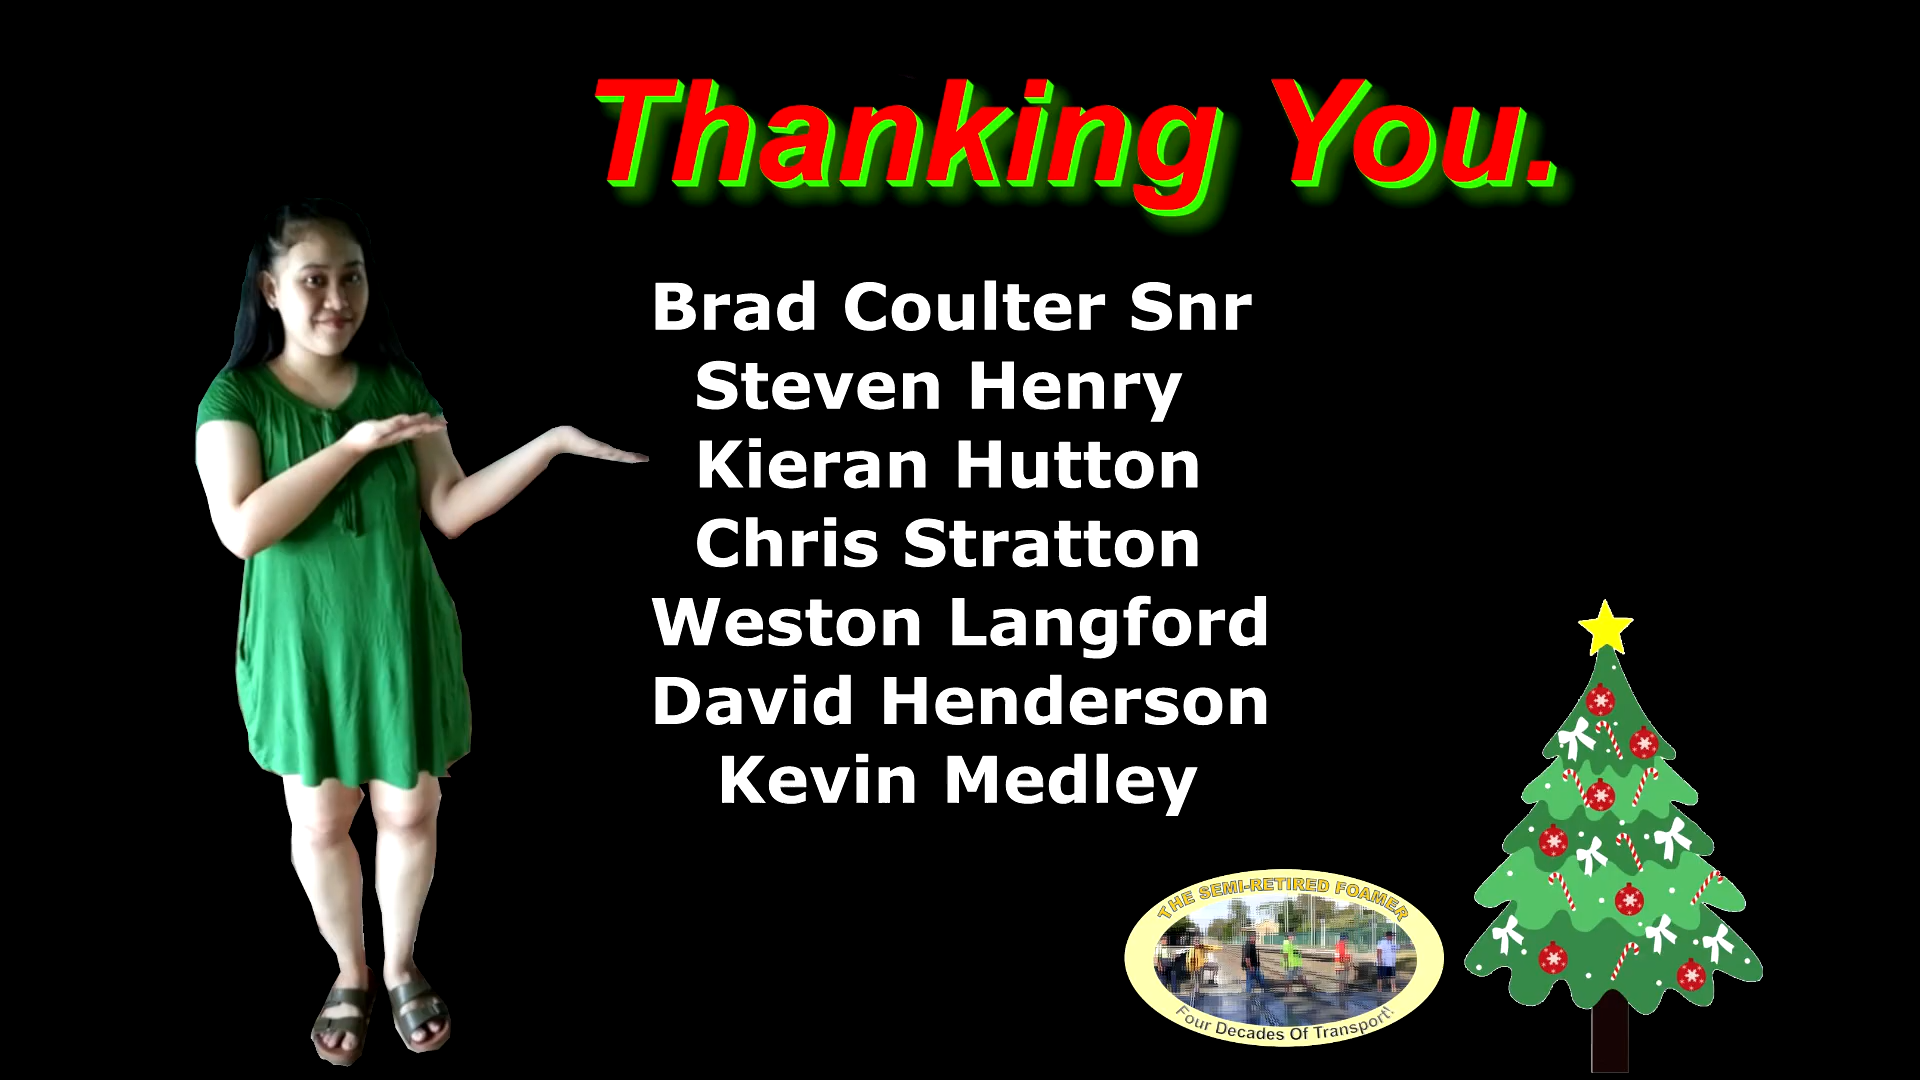 Thanking You.
Brad Coulter Snr
Steven Henry
Kieran Hutton
Chris Stratton
Weston Langford
David Henderson
Kevin Medley
THE SEMI-RETIRED FOAMER
Four Decades Of Transport!